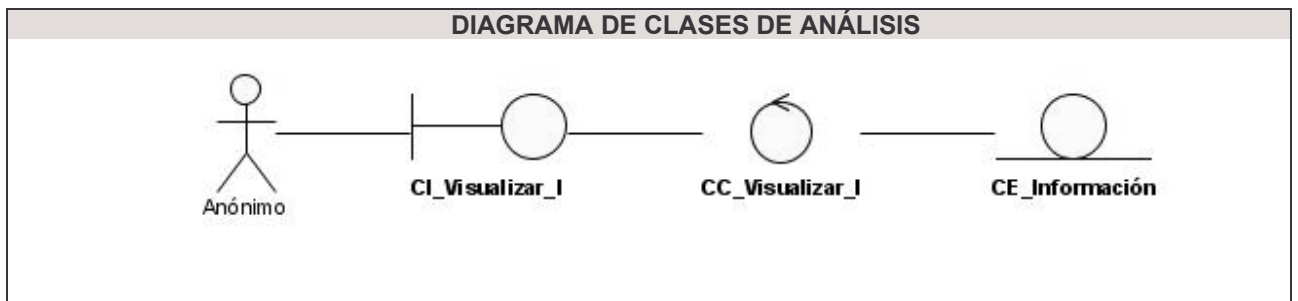 DIAGRAMA DE CLASES DE ANÁLISIS
Anónimo
CI_Visualizar_I
CC_Visualizar_I
CE_Información